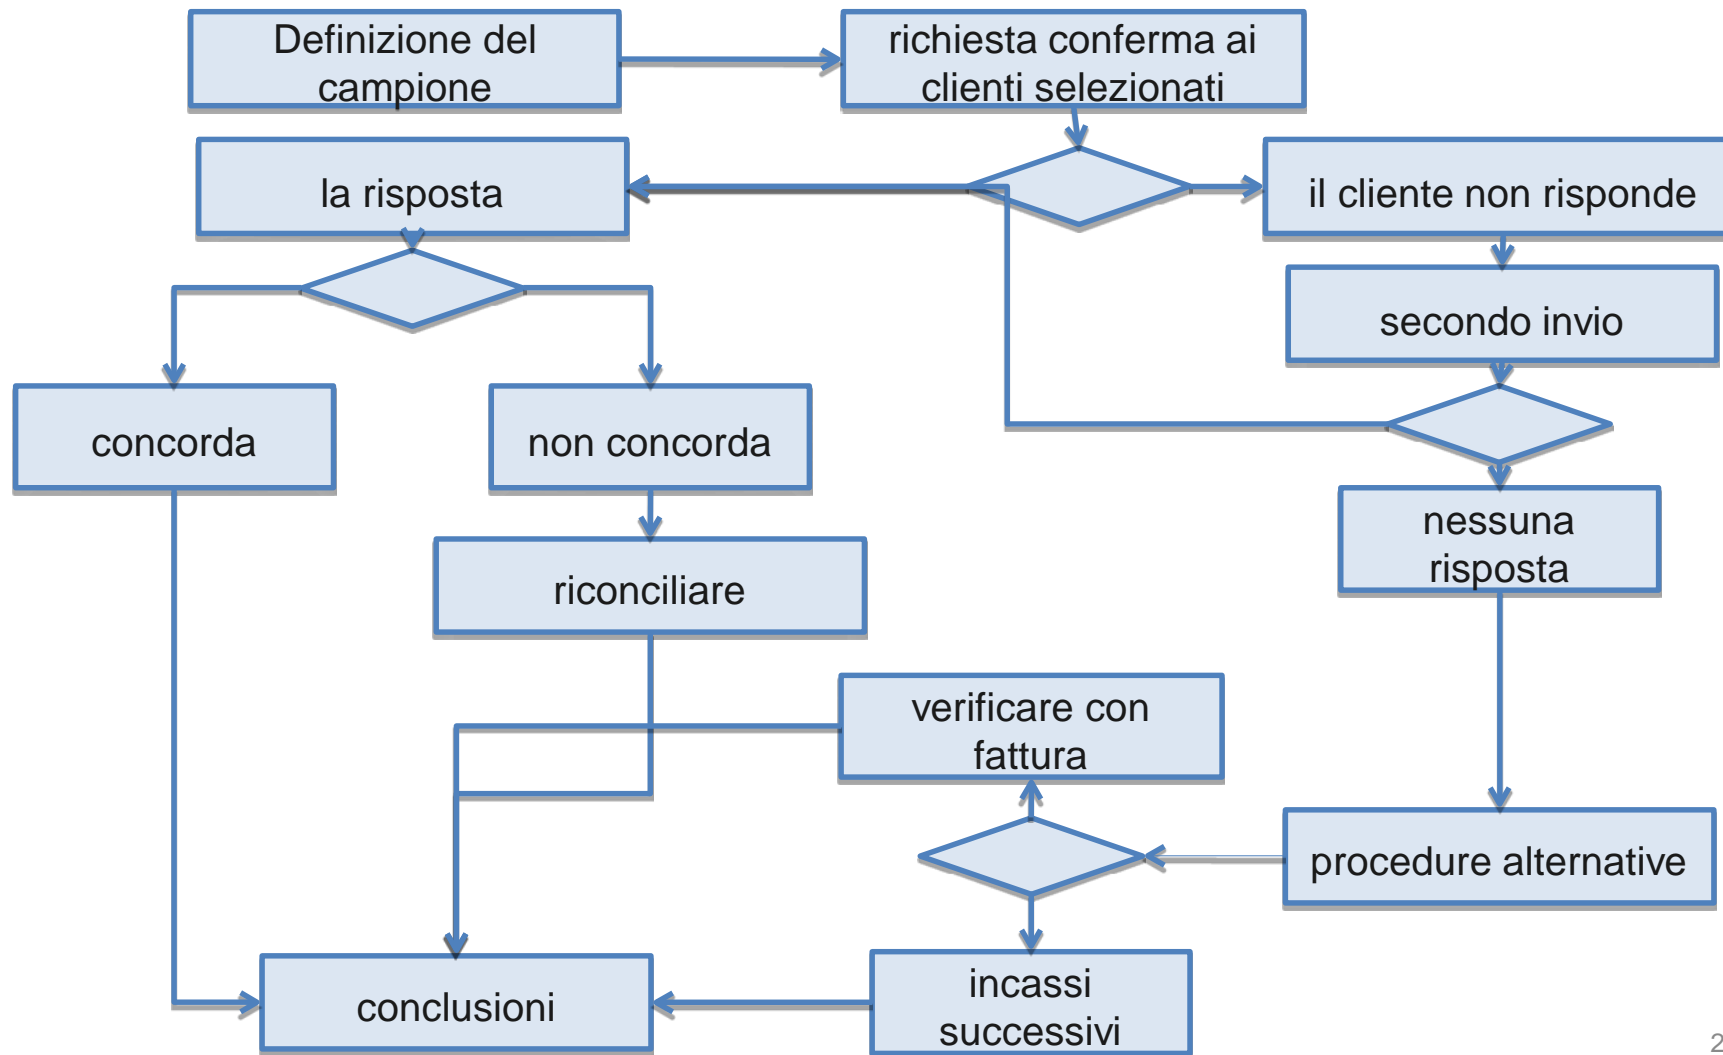 Definizione del
campione
richiesta conferma ai
clienti selezionati
la risposta
il cliente non risponde
secondo invio
concorda
non concorda
nessuna
risposta
riconciliare
verificare con
fattura
procedure alternative
conclusioni
incassi
successivi
2